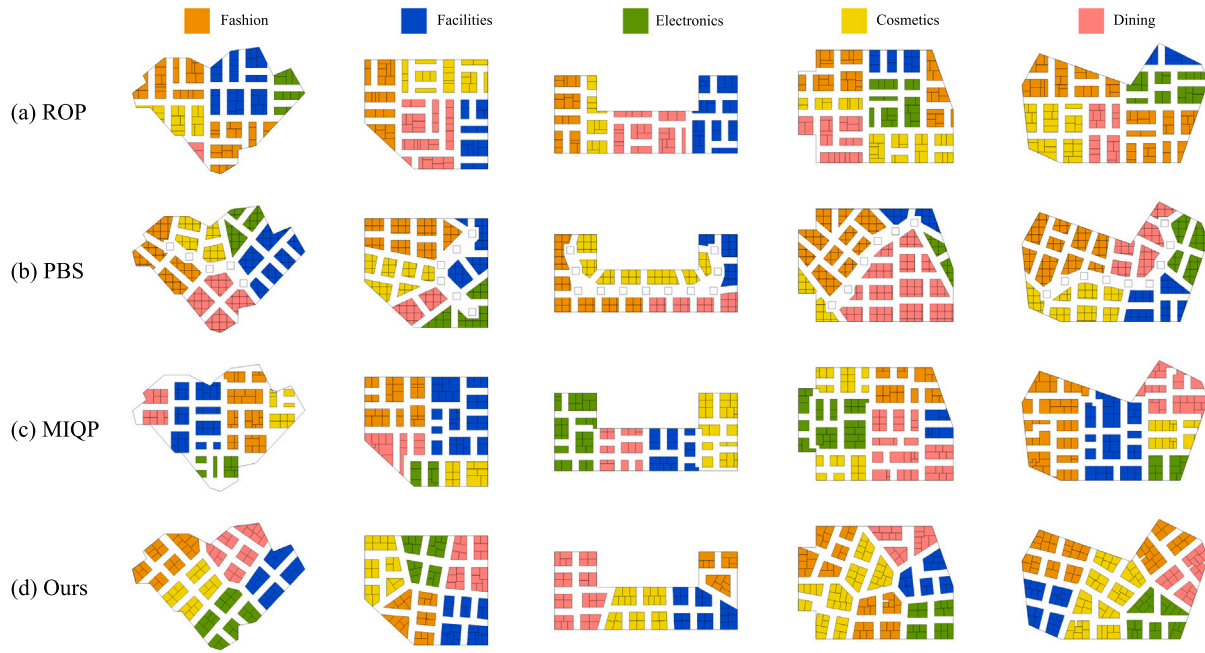 Fashion Facilities Electronics Cosmetics Dining
(a) ROP
(b) PBS
(c) MIQP
(d) Ours